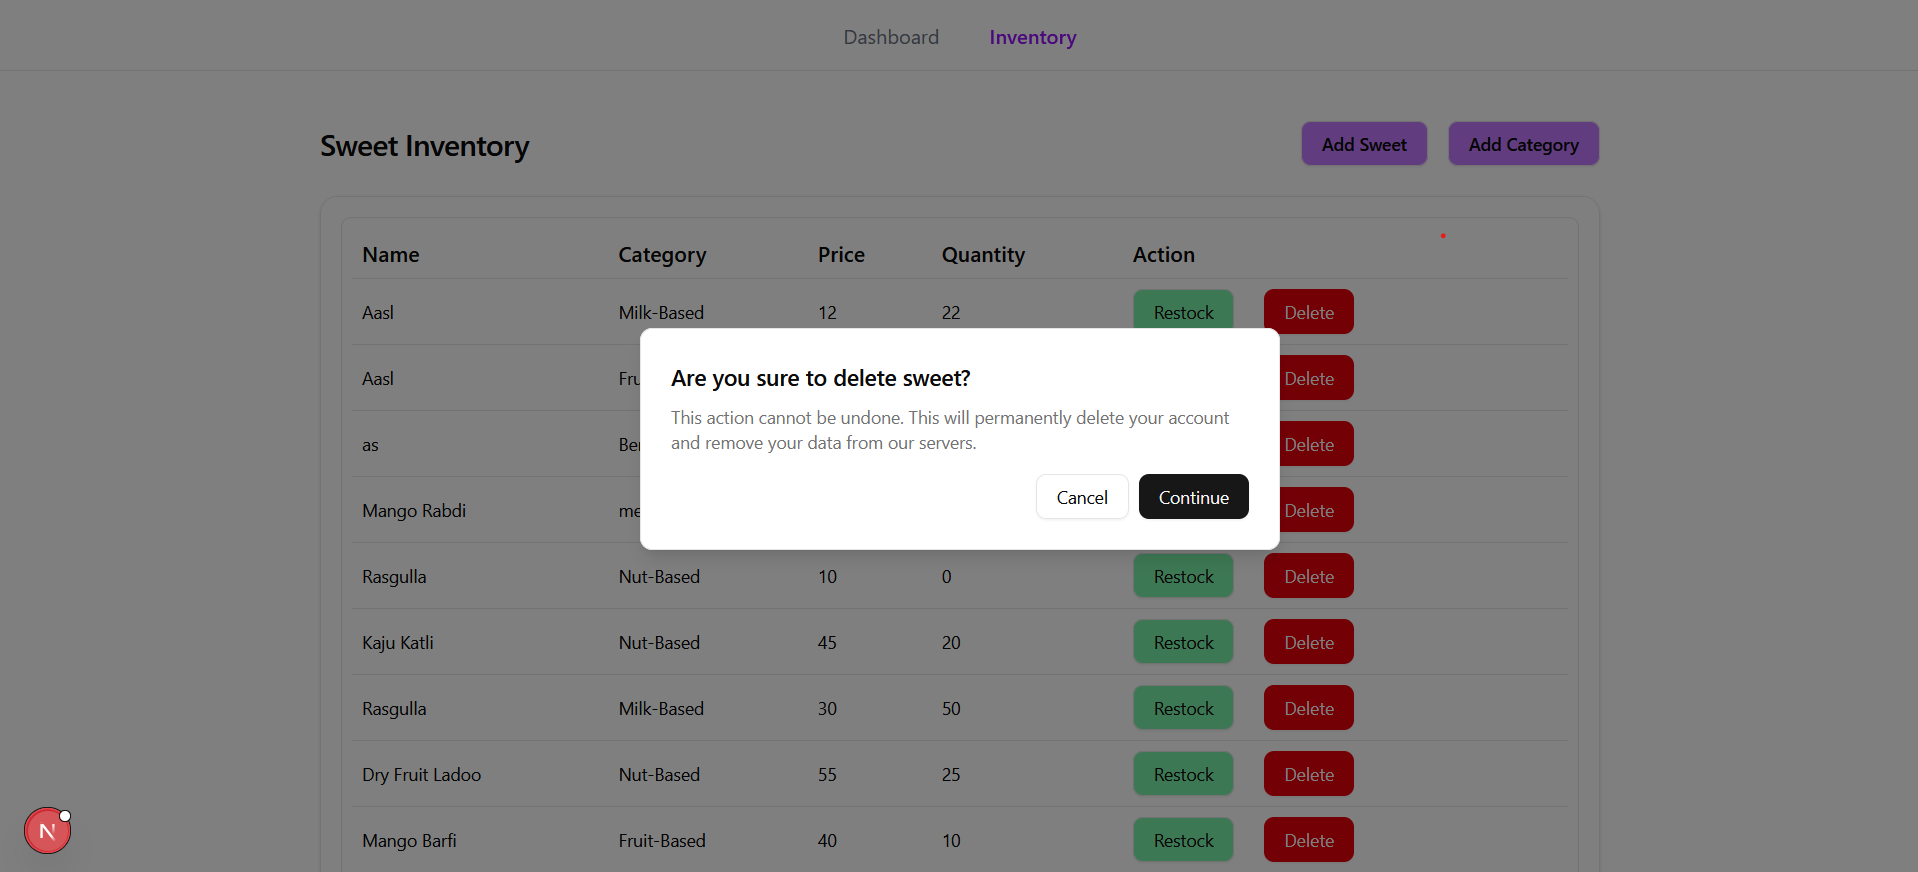 Dashboard Inventory
Sweet Inventory Add Sweet Add Category
Name Category Price Quantity Action
Aasl Milk-Based 12 22 Restock Delete
Aasl Delete
as Delete
Mango Rabdi Delete
Are you sure to delete sweet?
This action cannot be undone. This will permanently delete your account
and remove your data from our servers.
Cancel Continue
Rasgulla Nut-Based 10 0 Restock Delete
Kaju Katli Nut-Based 45 20 Restock Delete
Rasgulla Milk-Based 30 50 Restock Delete
Dry Fruit Ladoo Nut-Based 55 25 Restock Delete
Mango Barfi Fruit-Based 40 10 Restock Delete
N